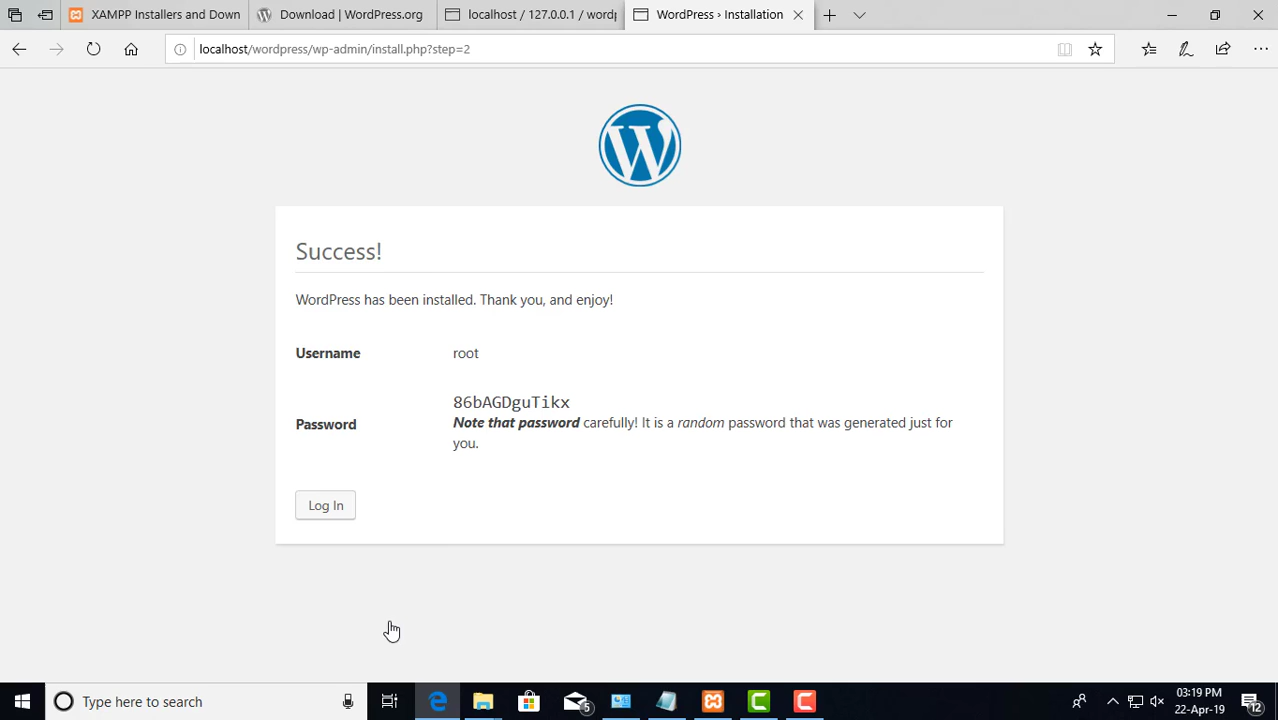 XAMPP Installers and Down
Download | WordPress.org
localhost / 127.0.0.1 / wordp
WordPress › Installation
localhost/wordpress/wp-admin/install.php?step=2
W
Success!
WordPress has been installed. Thank you, and enjoy!
Username
root
86bAGDguTikx
Password
Note that password carefully! It is a random password that was generated just for
you.
Log In
Type here to search
5
03:19 PM
22-Apr-19
12